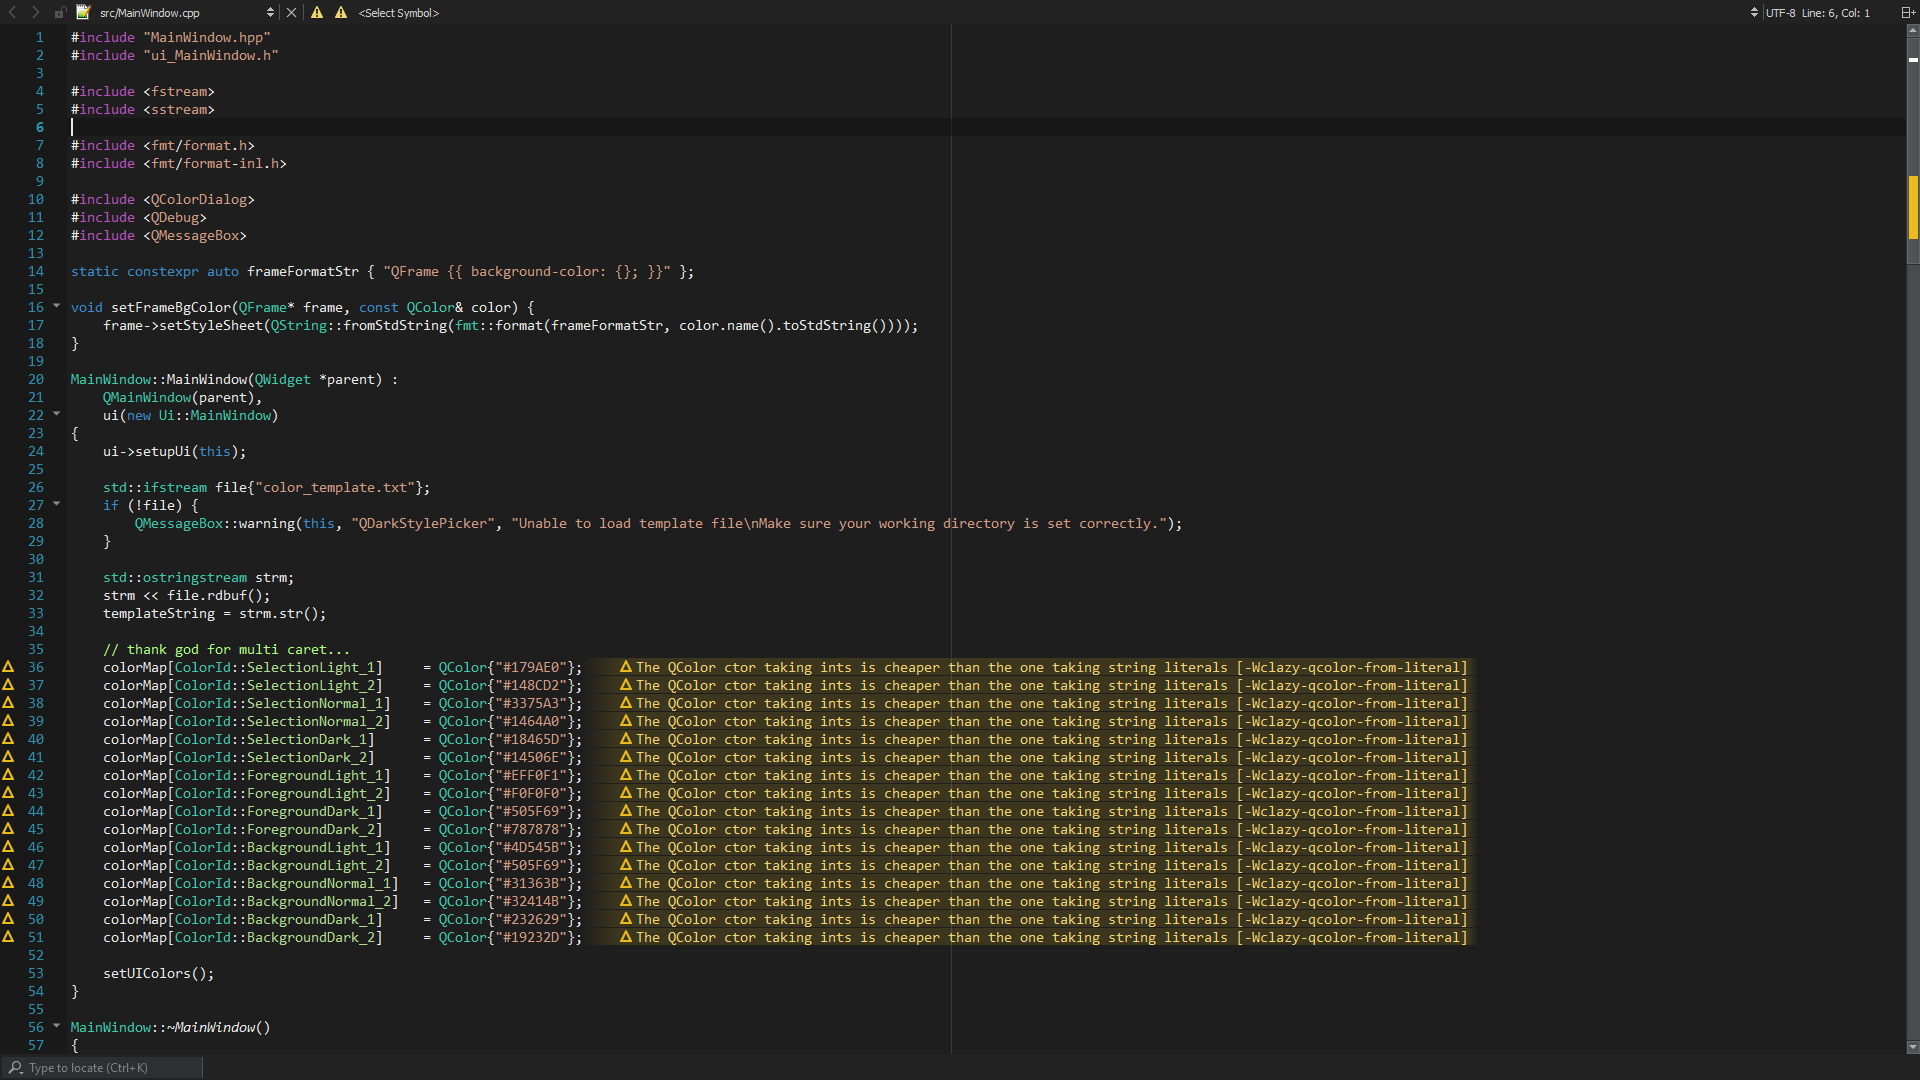 src/MainWindow.cpp <Select Symbol> UTF-8 Line: 6, Col: 1
1 #include "MainWindow.hpp"
2 #include "ui_MainWindow.h"
3
4 #include <fstream>
5 #include <sstream>
6
7 #include <fmt/format.h>
8 #include <fmt/format-inl.h>
9
10 #include <QColorDialog>
11 #include <QDebug>
12 #include <QMessageBox>
13
14 static constexpr auto frameFormatStr { "QFrame {{ background-color: {}; }}" };
15
16 void setFrameBgColor(QFrame* frame, const QColor& color) {
17     frame->setStyleSheet(QString::fromStdString(fmt::format(frameFormatStr, color.name().toStdString())));
18 }
19
20 MainWindow::MainWindow(QWidget *parent) :
21     QMainWindow(parent),
22     ui(new Ui::MainWindow)
23 {
24     ui->setupUi(this);
25
26     std::ifstream file{"color_template.txt"};
27     if (!file) {
28         QMessageBox::warning(this, "QDarkStylePicker", "Unable to load template file\nMake sure your working directory is set correctly.");
29     }
30
31     std::ostringstream strm;
32     strm << file.rdbuf();
33     templateString = strm.str();
34
35     // thank god for multi caret...
36     colorMap[ColorId::SelectionLight_1]     = QColor{"#179AE0"}; The QColor ctor taking ints is cheaper than the one taking string literals [-Wclazy-qcolor-from-literal]
37     colorMap[ColorId::SelectionLight_2]     = QColor{"#148CD2"}; The QColor ctor taking ints is cheaper than the one taking string literals [-Wclazy-qcolor-from-literal]
38     colorMap[ColorId::SelectionNormal_1]    = QColor{"#3375A3"}; The QColor ctor taking ints is cheaper than the one taking string literals [-Wclazy-qcolor-from-literal]
39     colorMap[ColorId::SelectionNormal_2]    = QColor{"#1464A0"}; The QColor ctor taking ints is cheaper than the one taking string literals [-Wclazy-qcolor-from-literal]
40     colorMap[ColorId::SelectionDark_1]      = QColor{"#18465D"}; The QColor ctor taking ints is cheaper than the one taking string literals [-Wclazy-qcolor-from-literal]
41     colorMap[ColorId::SelectionDark_2]      = QColor{"#14506E"}; The QColor ctor taking ints is cheaper than the one taking string literals [-Wclazy-qcolor-from-literal]
42     colorMap[ColorId::ForegroundLight_1]    = QColor{"#EFF0F1"}; The QColor ctor taking ints is cheaper than the one taking string literals [-Wclazy-qcolor-from-literal]
43     colorMap[ColorId::ForegroundLight_2]    = QColor{"#F0F0F0"}; The QColor ctor taking ints is cheaper than the one taking string literals [-Wclazy-qcolor-from-literal]
44     colorMap[ColorId::ForegroundDark_1]     = QColor{"#505F69"}; The QColor ctor taking ints is cheaper than the one taking string literals [-Wclazy-qcolor-from-literal]
45     colorMap[ColorId::ForegroundDark_2]     = QColor{"#787878"}; The QColor ctor taking ints is cheaper than the one taking string literals [-Wclazy-qcolor-from-literal]
46     colorMap[ColorId::BackgroundLight_1]    = QColor{"#4D545B"}; The QColor ctor taking ints is cheaper than the one taking string literals [-Wclazy-qcolor-from-literal]
47     colorMap[ColorId::BackgroundLight_2]    = QColor{"#505F69"}; The QColor ctor taking ints is cheaper than the one taking string literals [-Wclazy-qcolor-from-literal]
48     colorMap[ColorId::BackgroundNormal_1]   = QColor{"#31363B"}; The QColor ctor taking ints is cheaper than the one taking string literals [-Wclazy-qcolor-from-literal]
49     colorMap[ColorId::BackgroundNormal_2]   = QColor{"#32414B"}; The QColor ctor taking ints is cheaper than the one taking string literals [-Wclazy-qcolor-from-literal]
50     colorMap[ColorId::BackgroundDark_1]     = QColor{"#232629"}; The QColor ctor taking ints is cheaper than the one taking string literals [-Wclazy-qcolor-from-literal]
51     colorMap[ColorId::BackgroundDark_2]     = QColor{"#19232D"}; The QColor ctor taking ints is cheaper than the one taking string literals [-Wclazy-qcolor-from-literal]
52
53     setUIColors();
54 }
55
56 MainWindow::~MainWindow()
57 {
Type to locate (Ctrl+K)